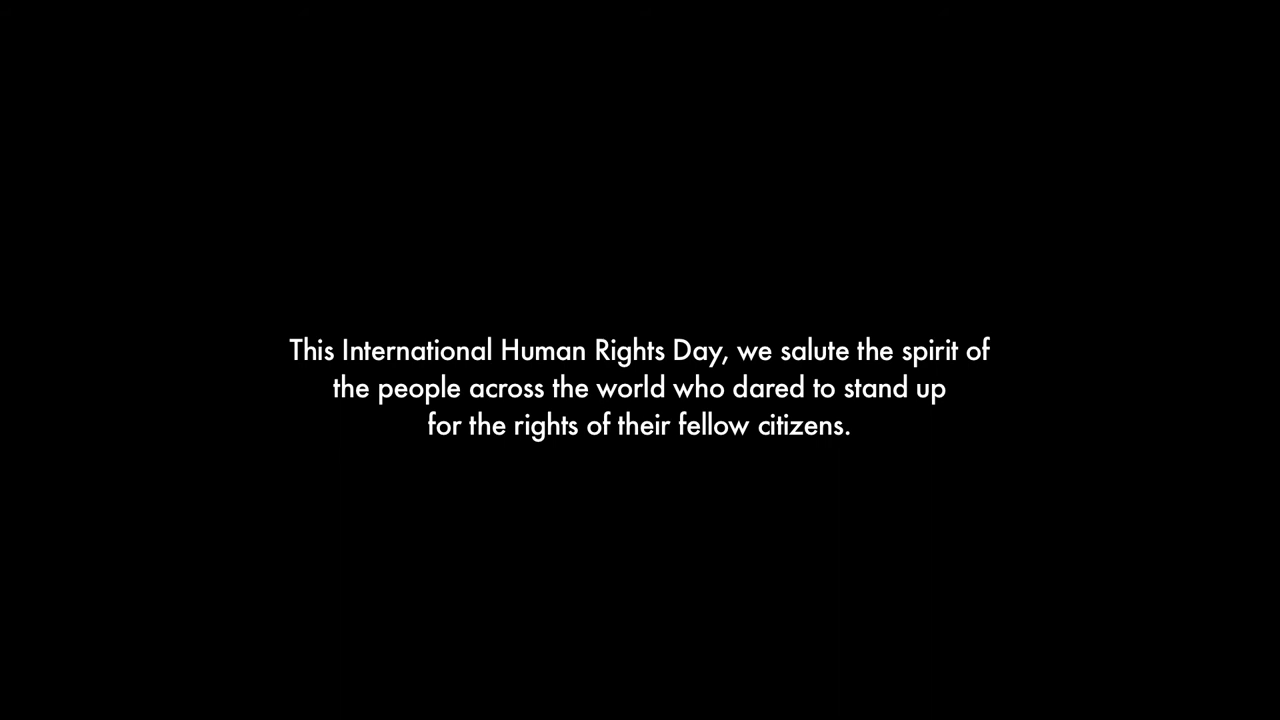 This International Human Rights Day, we salute the spirit of
the people across the world who dared to stand up
for the rights of their fellow citizens.